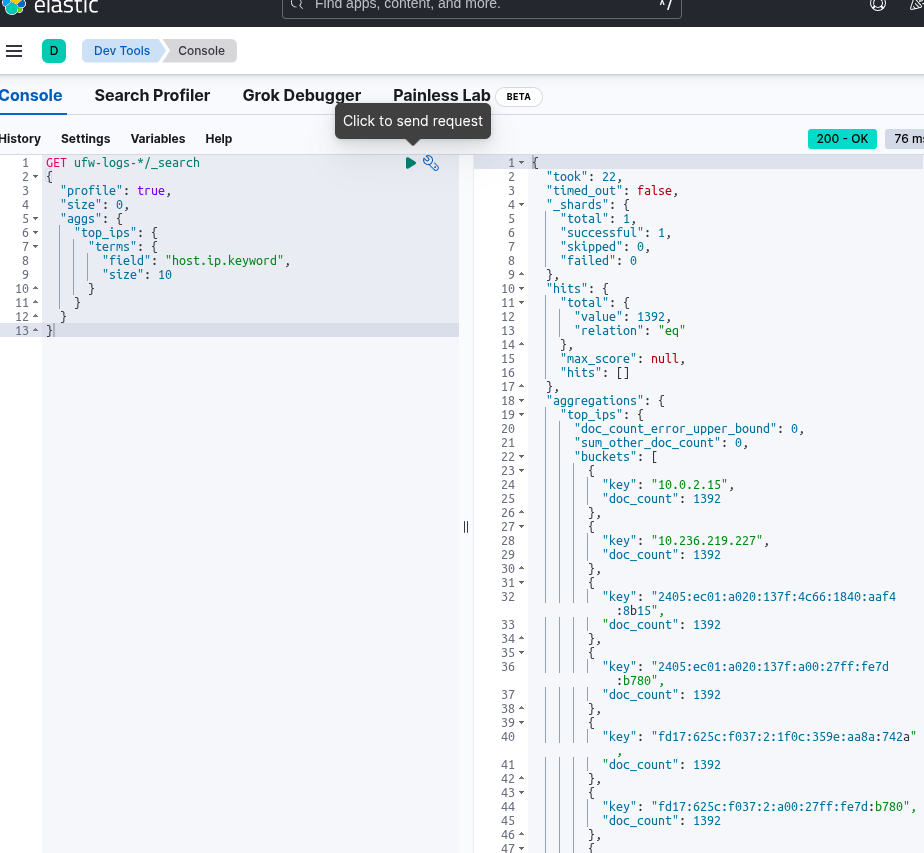 elastic
Find apps, content, and more.
^/
D
Dev Tools
Console
Console
Search Profiler
Grok Debugger
Painless Lab
BETA
Click to send request
History
Settings
Variables
Help
200 - OK
76 ms
1 GET ufw-logs-*/_search
2 {
3 "profile": true,
4 "size": 0,
5 "aggs": {
6 "top_ips": {
7 "terms": {
8 "field": "host.ip.keyword",
9 "size": 10
10 }
11 }
12 }
13 }
1 {
2 "took": 22,
3 "timed_out": false,
4 "_shards": {
5 "total": 1,
6 "successful": 1,
7 "skipped": 0,
8 "failed": 0
9 },
10 "hits": {
11 "total": {
12 "value": 1392,
13 "relation": "eq"
14 },
15 "max_score": null,
16 "hits": []
17 },
18 "aggregations": {
19 "top_ips": {
20 "doc_count_error_upper_bound": 0,
21 "sum_other_doc_count": 0,
22 "buckets": [
23 {
24 "key": "10.0.2.15",
25 "doc_count": 1392
26 },
27 {
28 "key": "10.236.219.227",
29 "doc_count": 1392
30 },
31 {
32 "key": "2405:ec01:a020:137f:4c66:1840:aaf4
:8b15",
33 "doc_count": 1392
34 },
35 {
36 "key": "2405:ec01:a020:137f:a00:27ff:fe7d
:b780",
37 "doc_count": 1392
38 },
39 {
40 "key": "fd17:625c:f037:2:1f0c:359e:aa8a:742a"
,
41 "doc_count": 1392
42 },
43 {
44 "key": "fd17:625c:f037:2:a00:27ff:fe7d:b780",
45 "doc_count": 1392
46 },
47 {